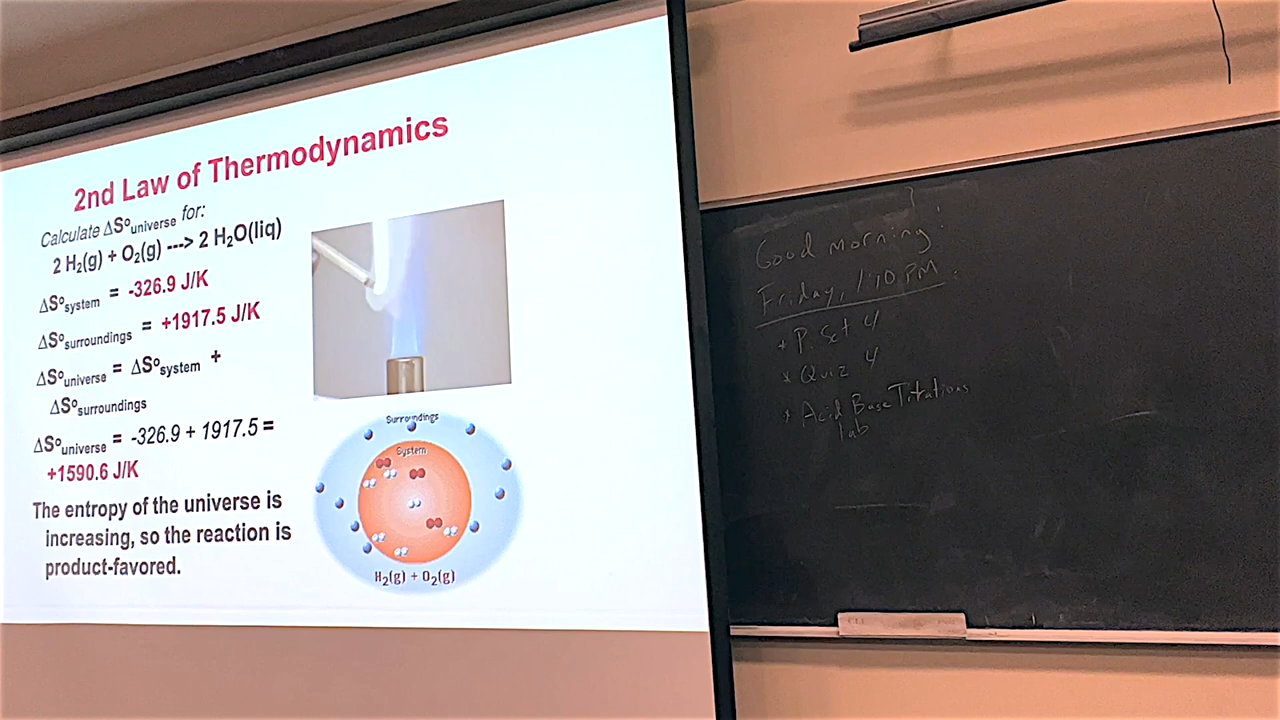 2nd Law of Thermodynamics
Calculate ΔS°universe for:
2 H₂(g) + O₂(g) ---> 2 H₂O(liq)
ΔS°system = -326.9 J/K
ΔS°surroundings = +1917.5 J/K
ΔS°universe = ΔS°system +
ΔS°surroundings
ΔS°universe = -326.9 + 1917.5 =
+1590.6 J/K
The entropy of the universe is
increasing, so the reaction is
product-favored.
Surroundings
System
H₂(g) + O₂(g)
Good morning!
Friday, 1:10 PM.
* P. Set 4
* Quiz 4
* Acid Base Titrations
lab